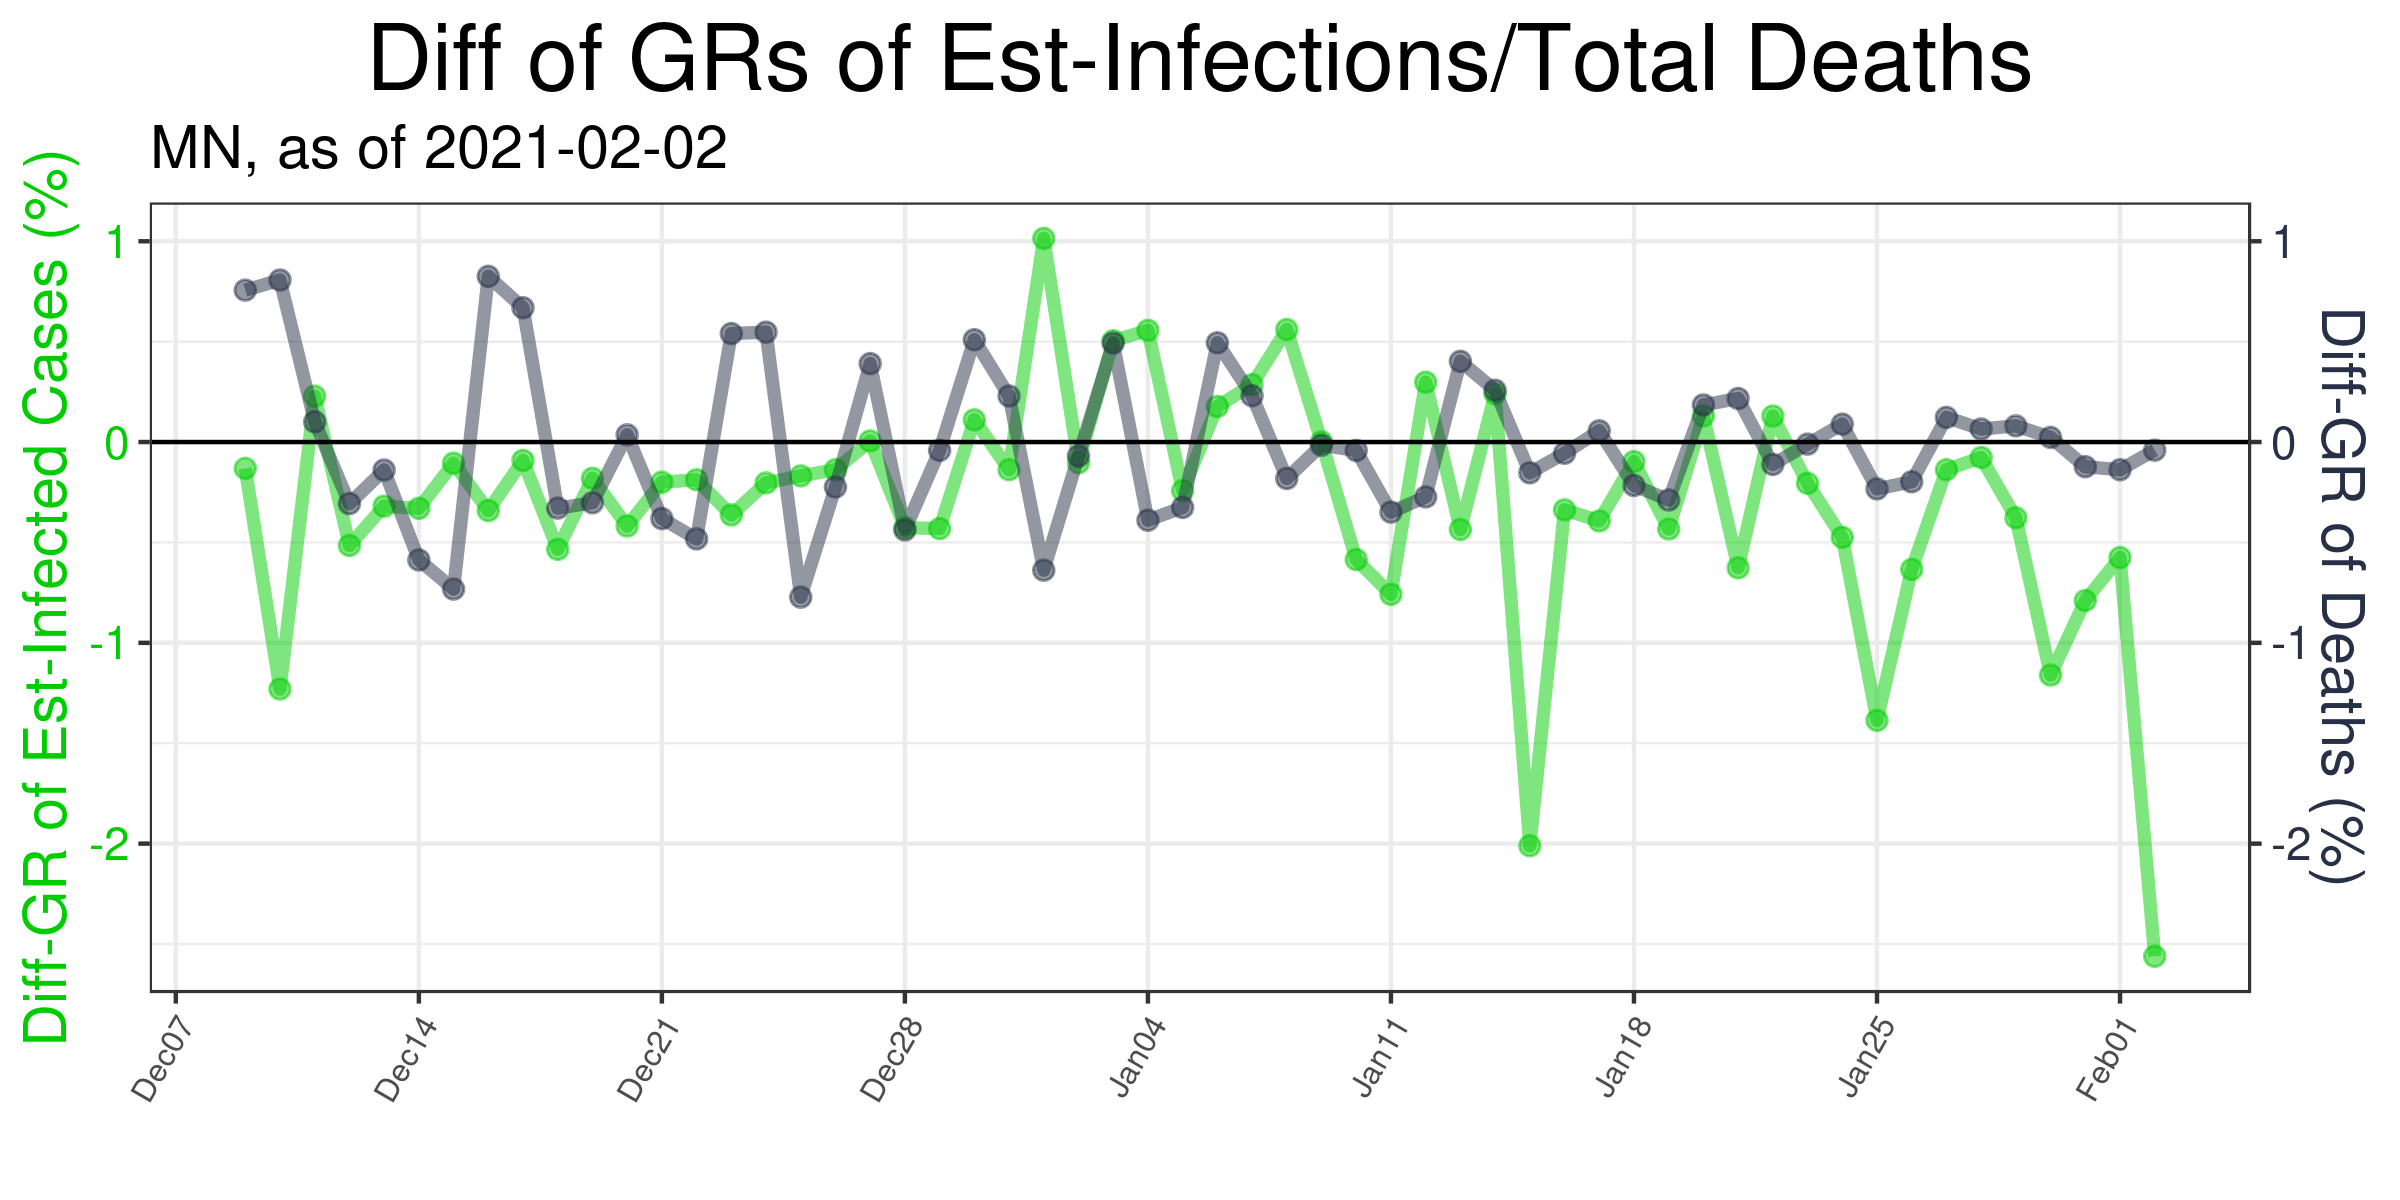 Diff of GRs of Est-Infections/Total Deaths
MN, as of 2021-02-02
Diff-GR of Est-Infected Cases (%)
1
0
-1
-2
1
0
-1
-2
Diff-GR of Deaths (%)
Dec07
Dec14
Dec21
Dec28
Jan04
Jan11
Jan18
Jan25
Feb01